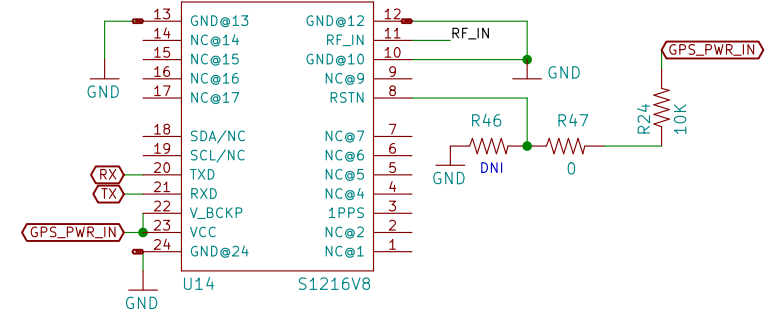 13 GND@13 GND@12 12
14 NC@14 RF_IN 11 RF_IN
15 NC@15 GND@10 10
16 NC@16 NC@9 9
17 NC@17 RSTN 8
GND
GND
GPS_PWR_IN
R24
10K
18 SDA/NC NC@7 7
19 SCL/NC NC@6 6
RX 20 TXD NC@5 5
TX 21 RXD NC@4 4
22 V_BCKP 1PPS 3
GPS_PWR_IN 23 VCC NC@2 2
24 GND@24 NC@1 1
R46
DNI
GND
R47
0
GND
U14 S1216V8